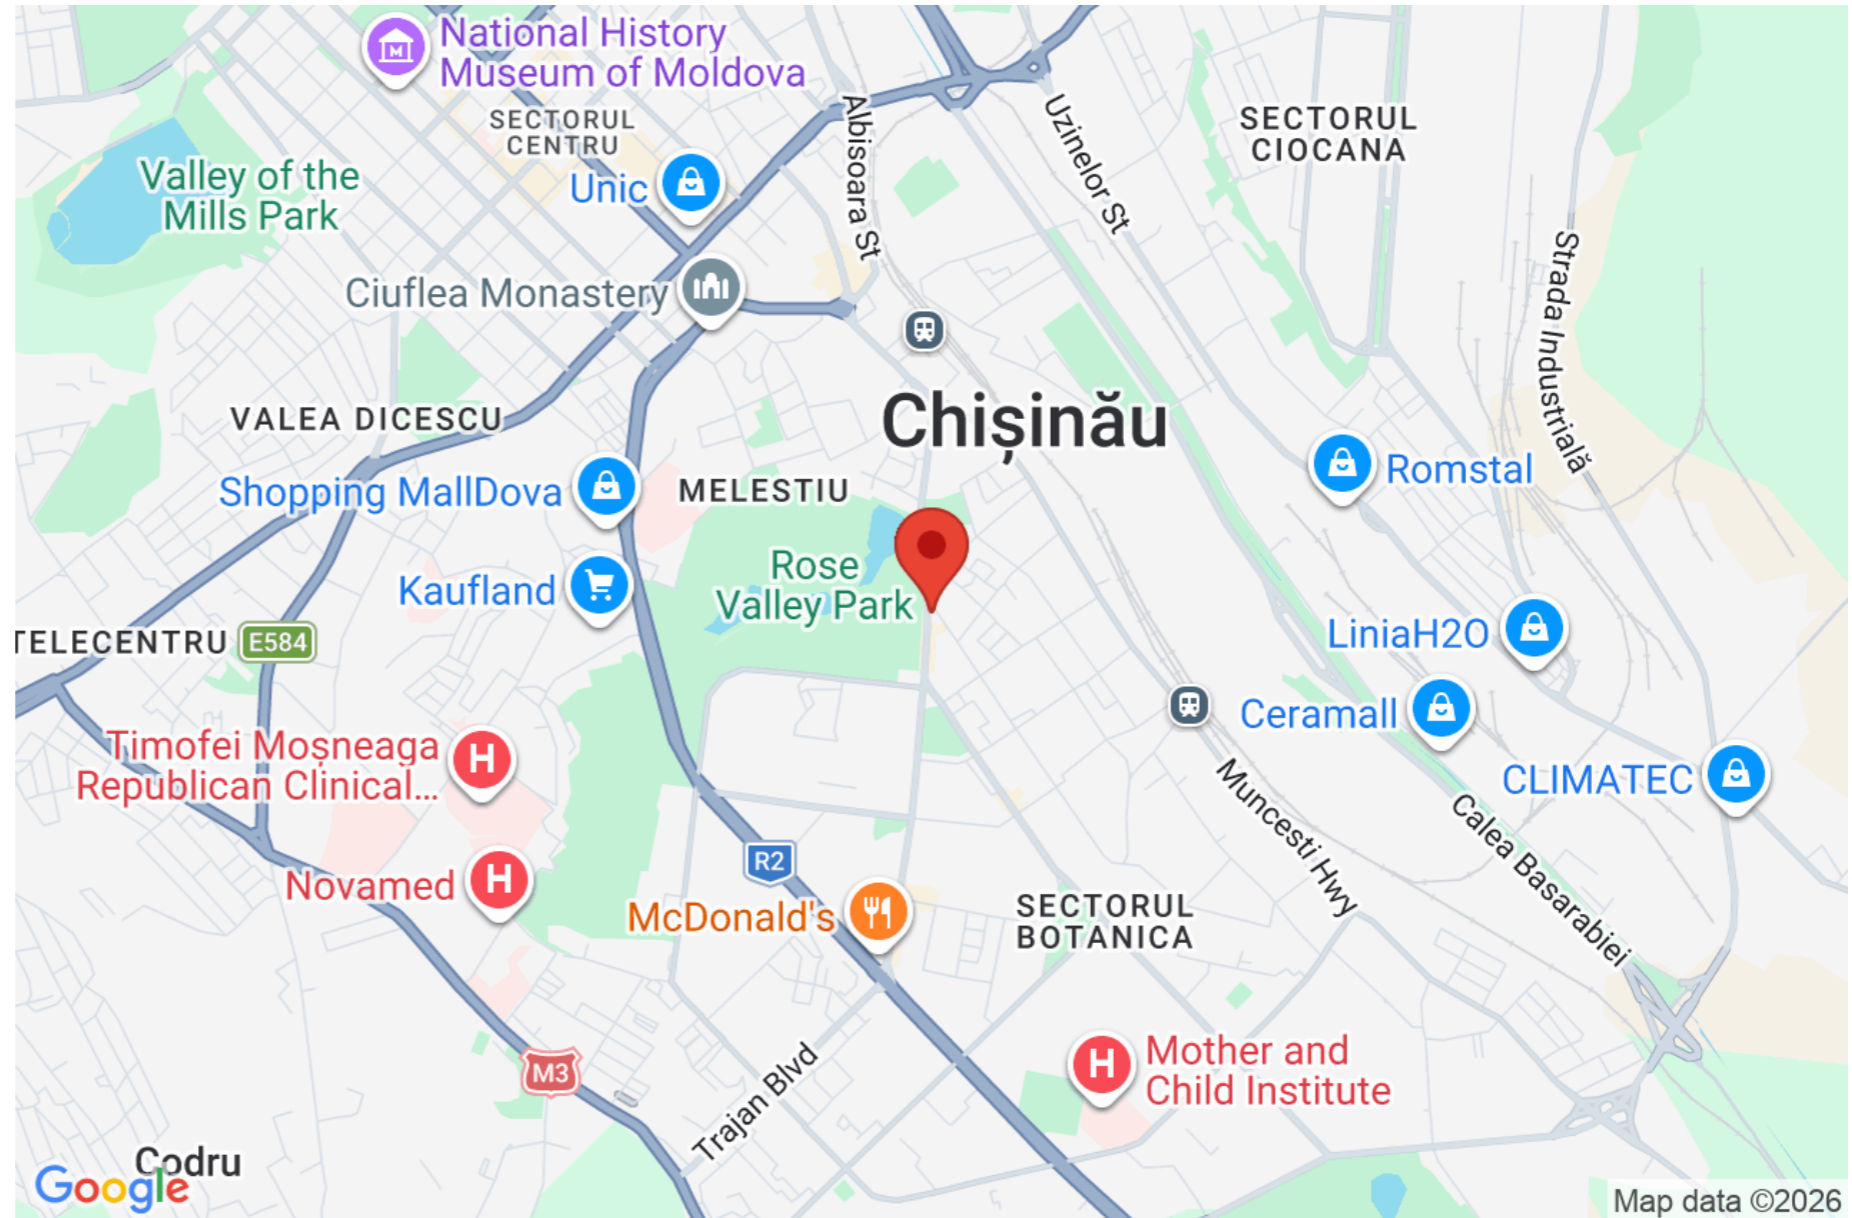 National History
Museum of Moldova
SECTORUL
CENTRU
Albisoara St
Uzinelor St
SECTORUL
CIOCANA
Valley of the
Mills Park
Unic
Ciuflea Monastery
Strada Industrială
Chișinău
VALEA DICESCU
Shopping MallDova
MELESTIU
Romstal
Rose
Valley Park
Kaufland
TELECENTRU
E584
LiniaH2O
Ceramall
Timofei Moșneaga
Republican Clinical...
H
CLIMATEC
Muncesti Hwy
Calea Basarabiei
R2
Novamed
H
McDonald's
SECTORUL
BOTANICA
M3
Trajan Blvd
H
Mother and
Child Institute
Codru
Google
Map data ©2026